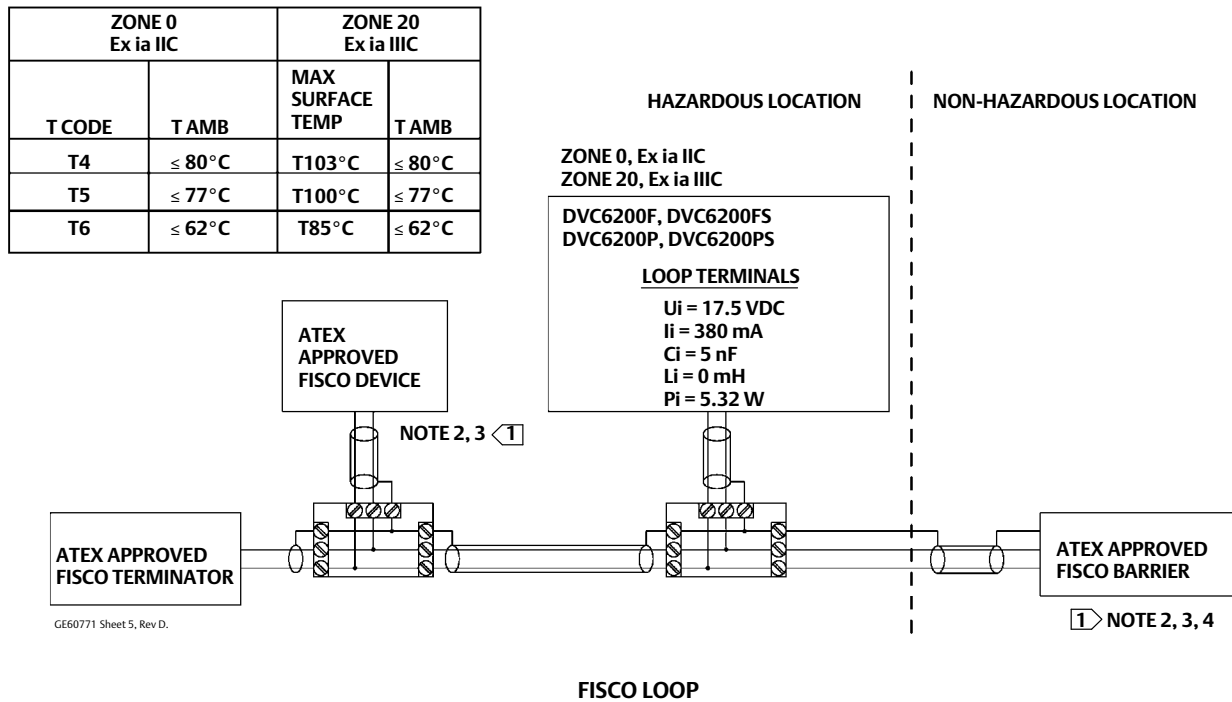 ZONE 0
Ex ia IIC
ZONE 20
Ex ia IIIC
T CODE
T AMB
MAX
SURFACE
TEMP
T AMB
T4
≤ 80°C
T103°C
≤ 80°C
T5
≤ 77°C
T100°C
≤ 77°C
T6
≤ 62°C
T85°C
≤ 62°C
HAZARDOUS LOCATION
NON-HAZARDOUS LOCATION
ZONE 0, Ex ia IIC
ZONE 20, Ex ia IIIC
DVC6200F, DVC6200FS
DVC6200P, DVC6200PS
LOOP TERMINALS
Ui = 17.5 VDC
Ii = 380 mA
Ci = 5 nF
Li = 0 mH
Pi = 5.32 W
ATEX
APPROVED
FISCO DEVICE
NOTE 2, 3 1
ATEX APPROVED
FISCO TERMINATOR
ATEX APPROVED
FISCO BARRIER
1 NOTE 2, 3, 4
GE60771 Sheet 5, Rev D.
FISCO LOOP